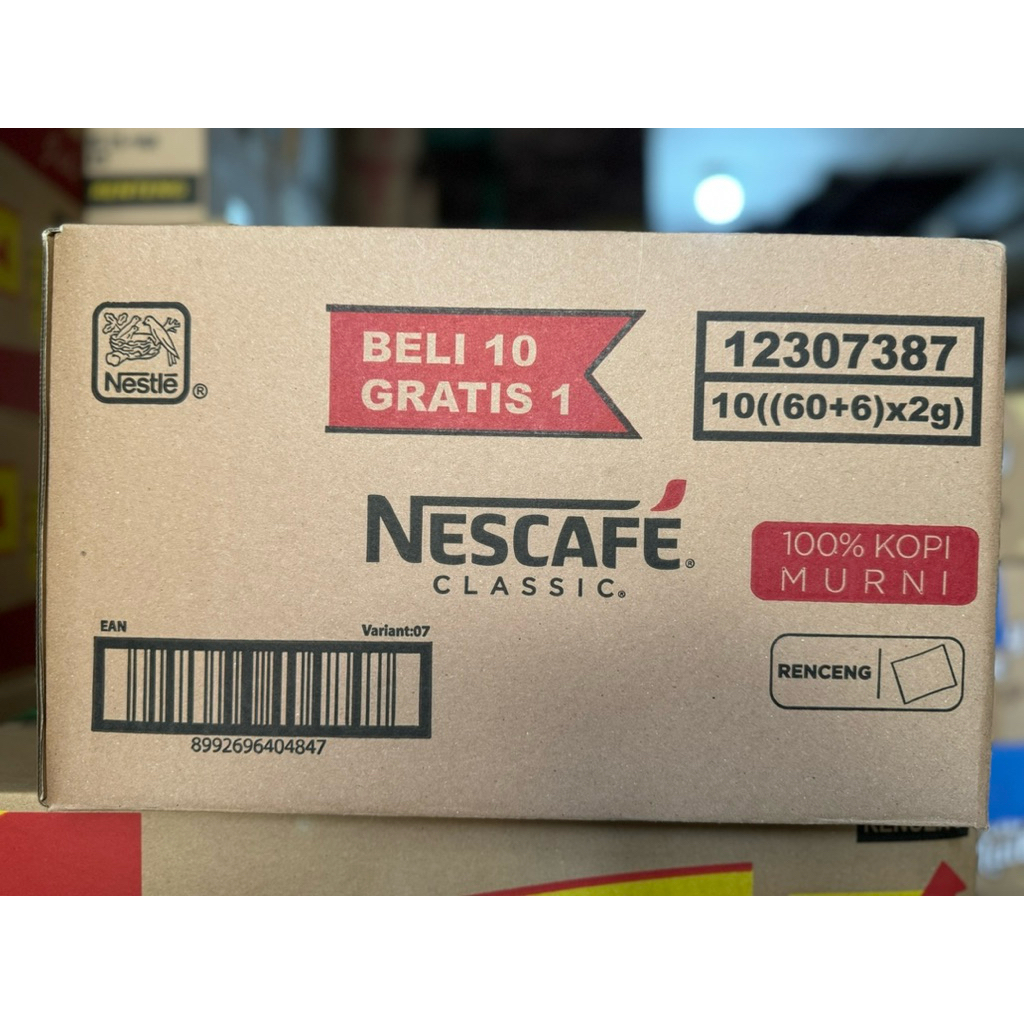 Nestlé ®
BELI 10
GRATIS 1
12307387
10((60+6)x2g)
NESCAFÉ®
CLASSIC®
100% KOPI
MURNI
RENCENG
EAN Variant:07
8992696404847